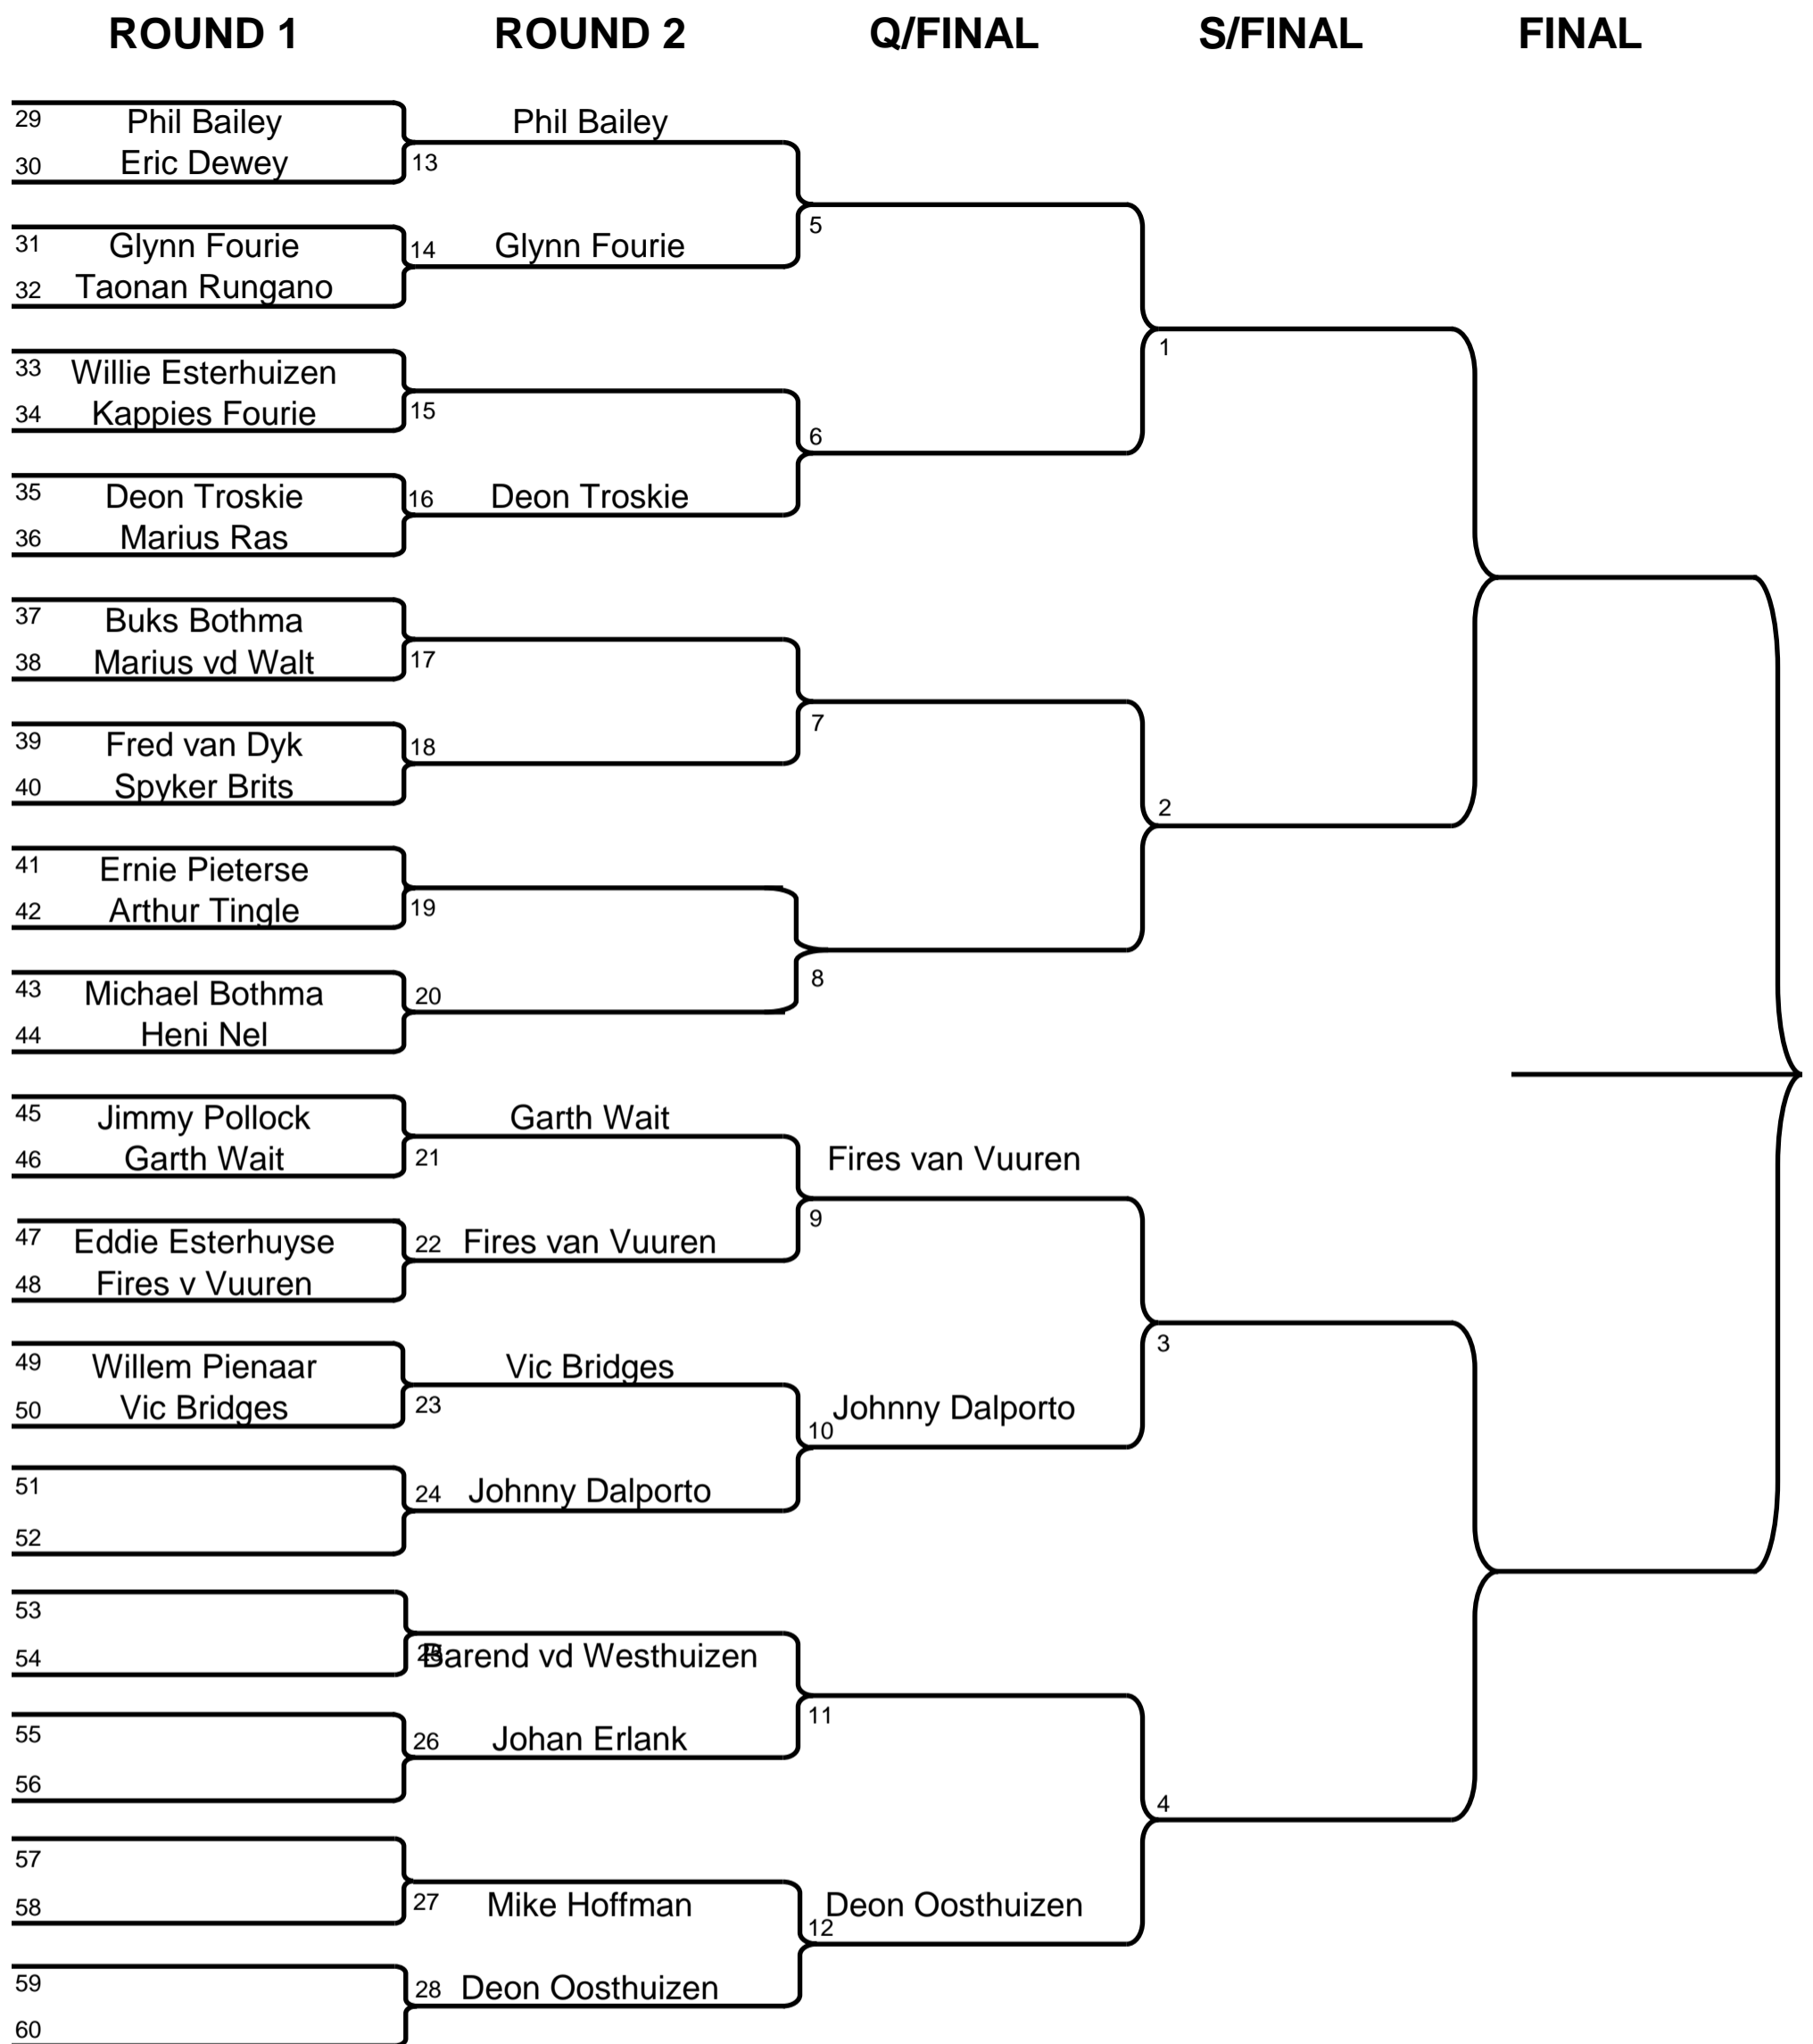 ROUND 1 ROUND 2 Q/FINAL S/FINAL FINAL
29 Phil Bailey Phil Bailey
30 Eric Dewey 13
5
31 Glynn Fourie 14 Glynn Fourie
32 Taonan Rungano
1
33 Willie Esterhuizen
34 Kappies Fourie 15
6
35 Deon Troskie 16 Deon Troskie
36 Marius Ras
37 Buks Bothma
38 Marius vd Walt 17
7
39 Fred van Dyk 18
40 Spyker Brits
2
41 Ernie Pieterse
42 Arthur Tingle 19
8
43 Michael Bothma 20
44 Heni Nel
45 Jimmy Pollock Garth Wait
46 Garth Wait 21 Fires van Vuuren
9
47 Eddie Esterhuyse 22 Fires van Vuuren
48 Fires v Vuuren
3
49 Willem Pienaar Vic Bridges
50 Vic Bridges 23 Johnny Dalporto
10
51 24 Johnny Dalporto
52
53
54 Barend vd Westhuizen
11
55 26 Johan Erlank
56
4
57
58 27 Mike Hoffman Deon Oosthuizen
12
59 28 Deon Oosthuizen
60